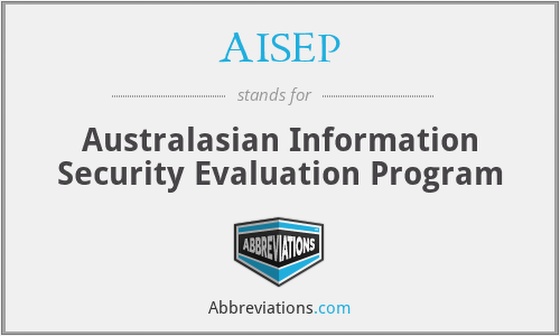 AISEP
stands for
Australasian Information
Security Evaluation Program
ABBREVIATIONS
Abbreviations.com